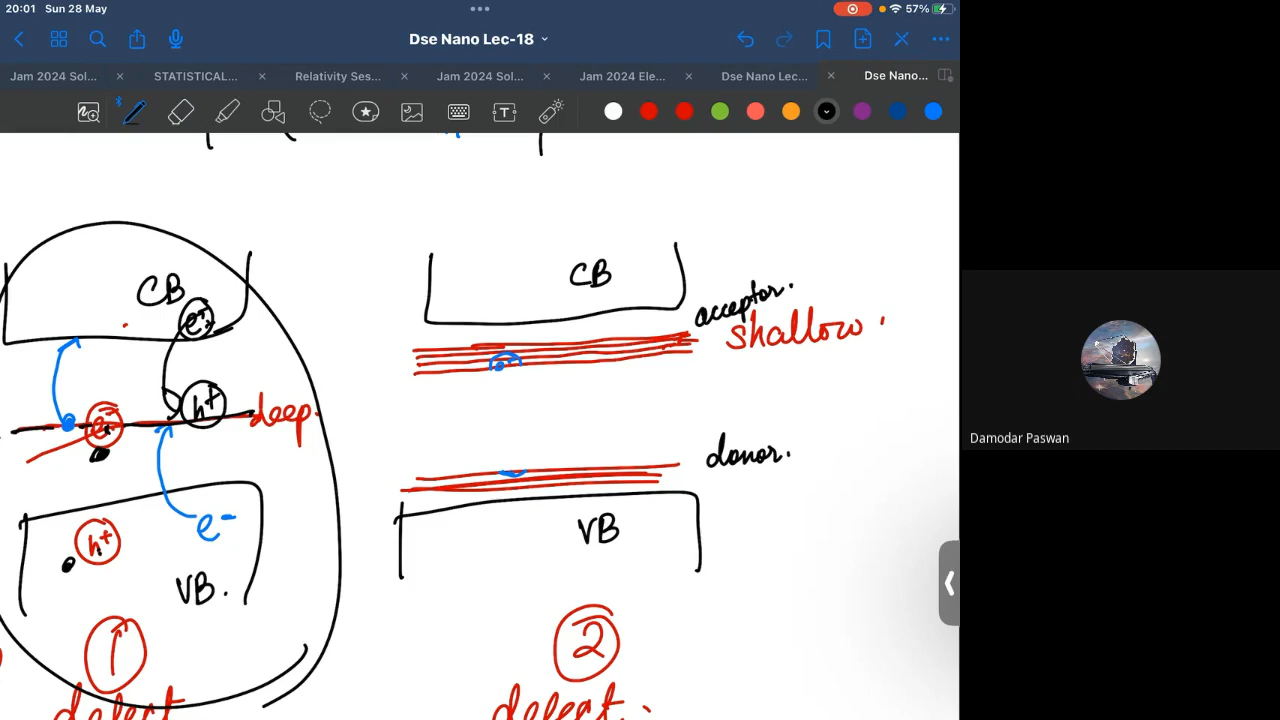 20:01 Sun 28 May
57%
Dse Nano Lec-18
Jam 2024 Sol...
STATISTICAL...
Relativity Ses...
Jam 2024 Sol...
Jam 2024 Ele...
Dse Nano Lec...
Dse Nano...
CB
e-
h+
e-
deep.
e-
h+
VB.
1
defect
CB
acceptor.
shallow.
donor.
VB
2
defect.
Damodar Paswan